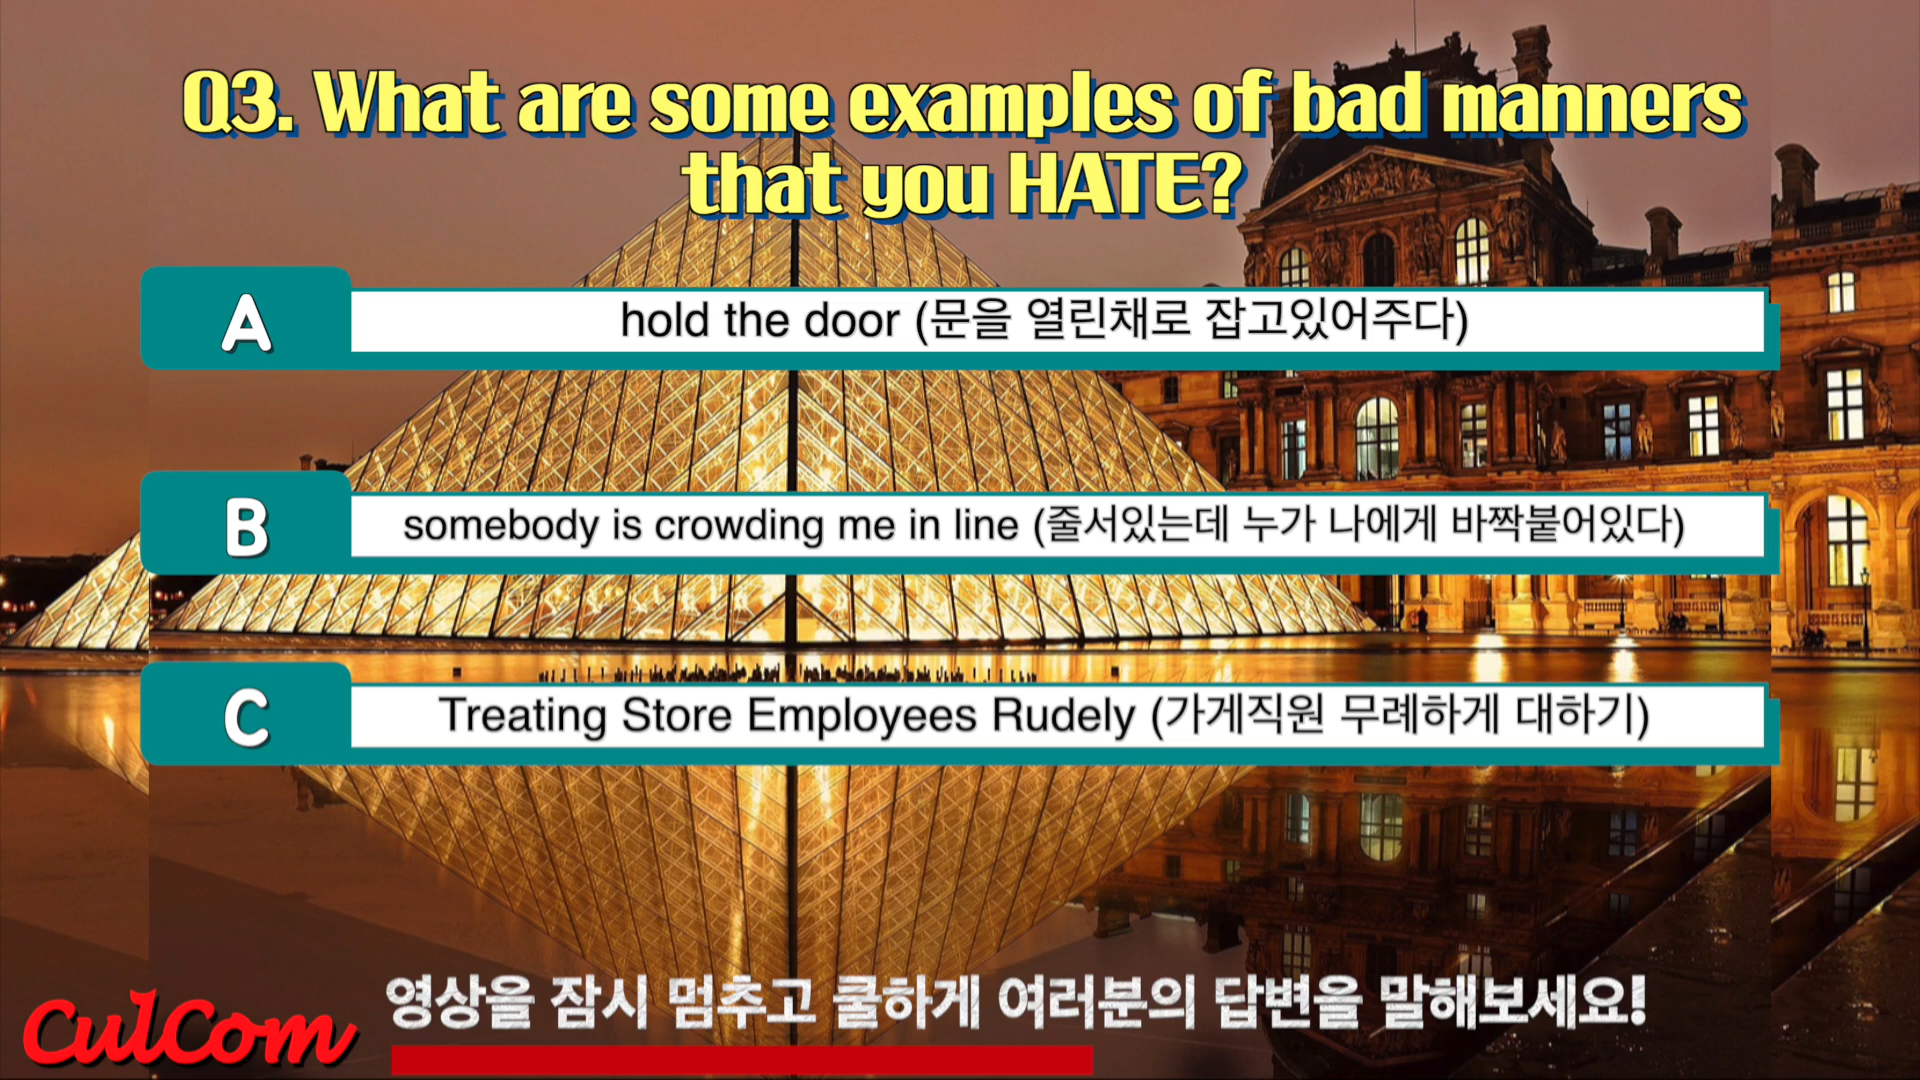 Q3. What are some examples of bad manners
that you HATE?
A
hold the door (문을 열린채로 잡고있어주다)
B
somebody is crowding me in line (줄서있는데 누가 나에게 바짝붙어있다)
C
Treating Store Employees Rudely (가게직원 무례하게 대하기)
영상을 잠시 멈추고 쿨하게 여러분의 답변을 말해보세요!
CulCom